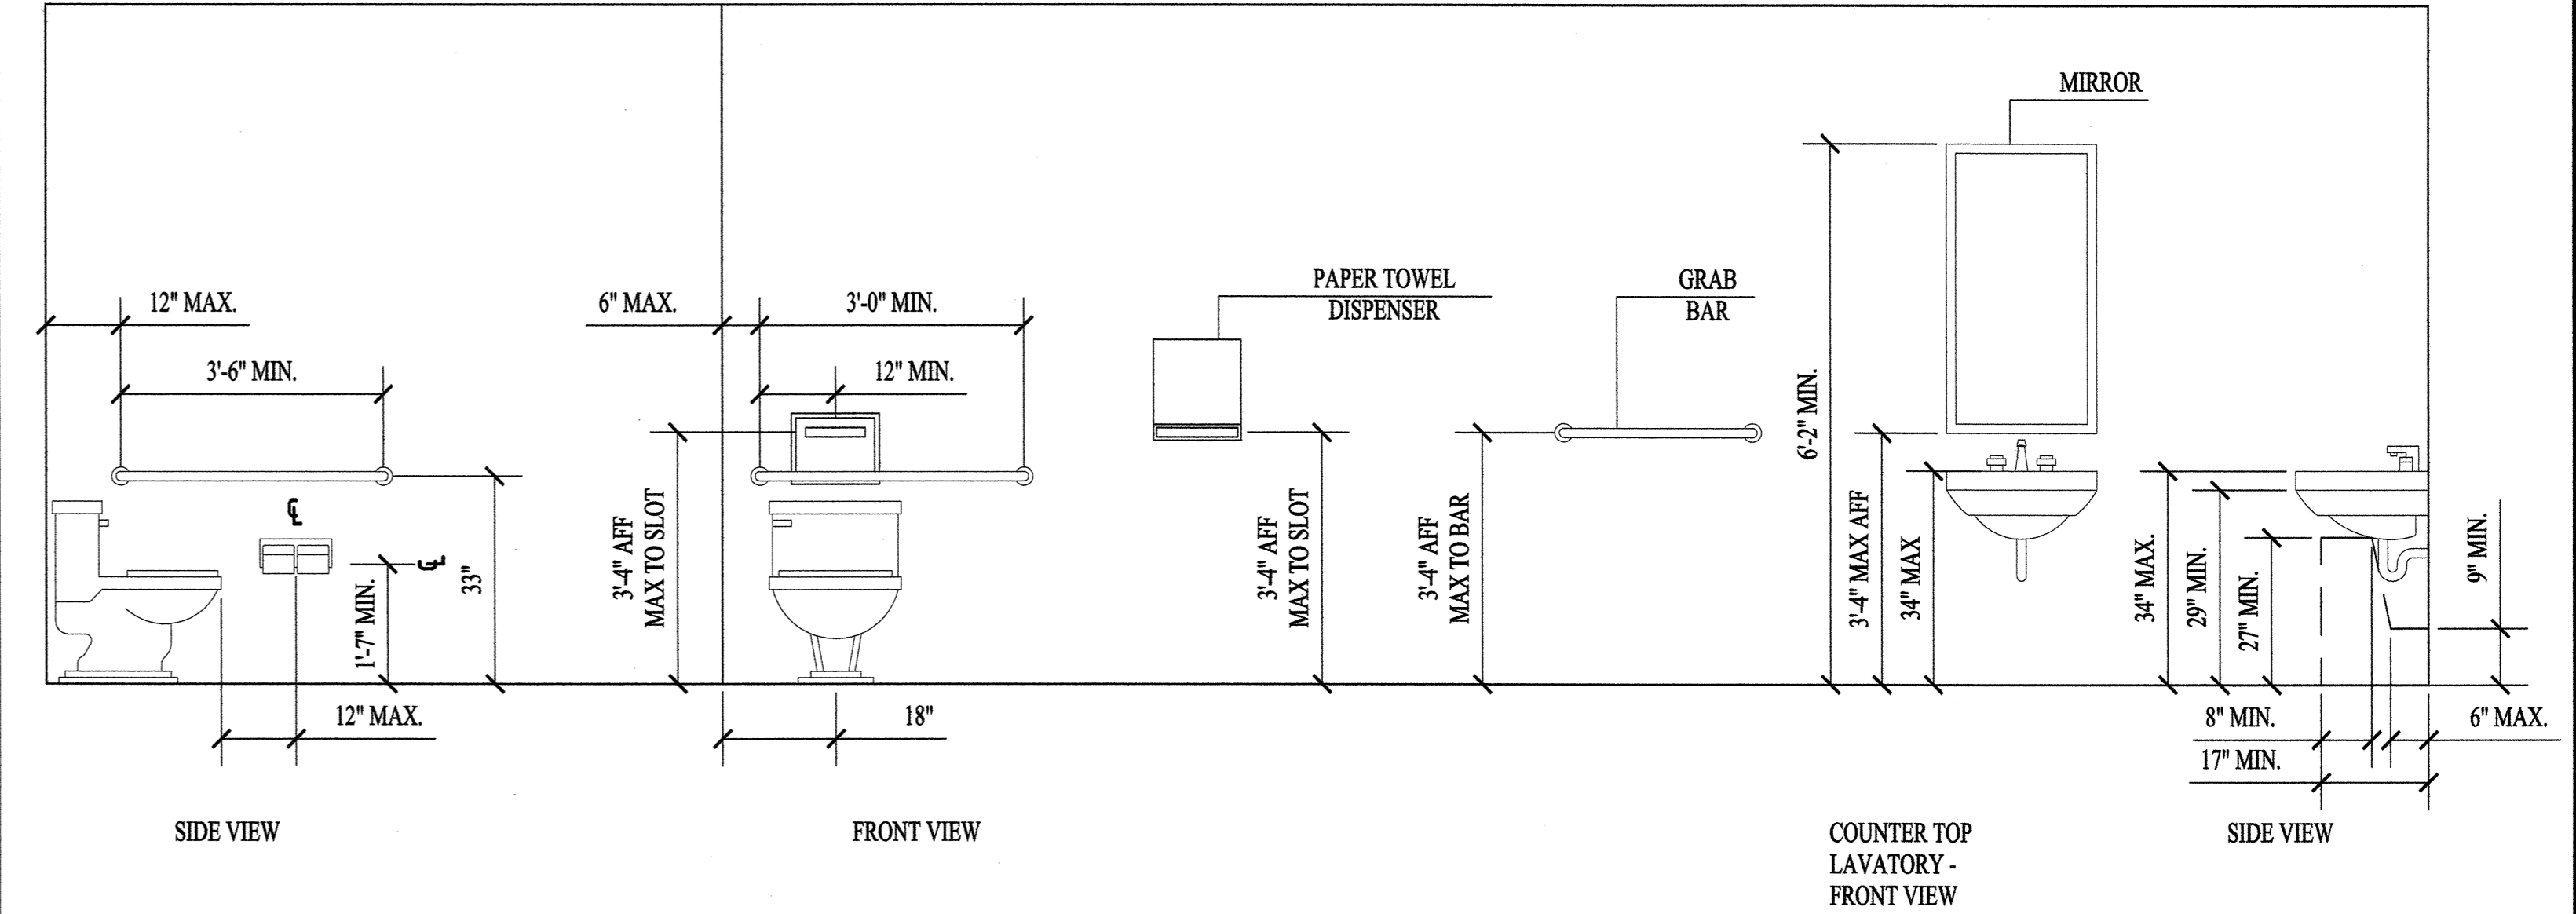 MIRROR
PAPER TOWEL
DISPENSER
GRAB
BAR
12" MAX.
6" MAX.
3'-0" MIN.
3'-6" MIN.
12" MIN.
6'-2" MIN.
℄
℄
1'-7" MIN.
33"
3'-4" AFF
MAX TO SLOT
3'-4" AFF
MAX TO SLOT
3'-4" AFF
MAX TO BAR
3'-4" MAX AFF
34" MAX
34" MAX.
29" MIN.
27" MIN.
9" MIN.
12" MAX.
18"
8" MIN.
6" MAX.
17" MIN.
SIDE VIEW
FRONT VIEW
COUNTER TOP
LAVATORY -
FRONT VIEW
SIDE VIEW